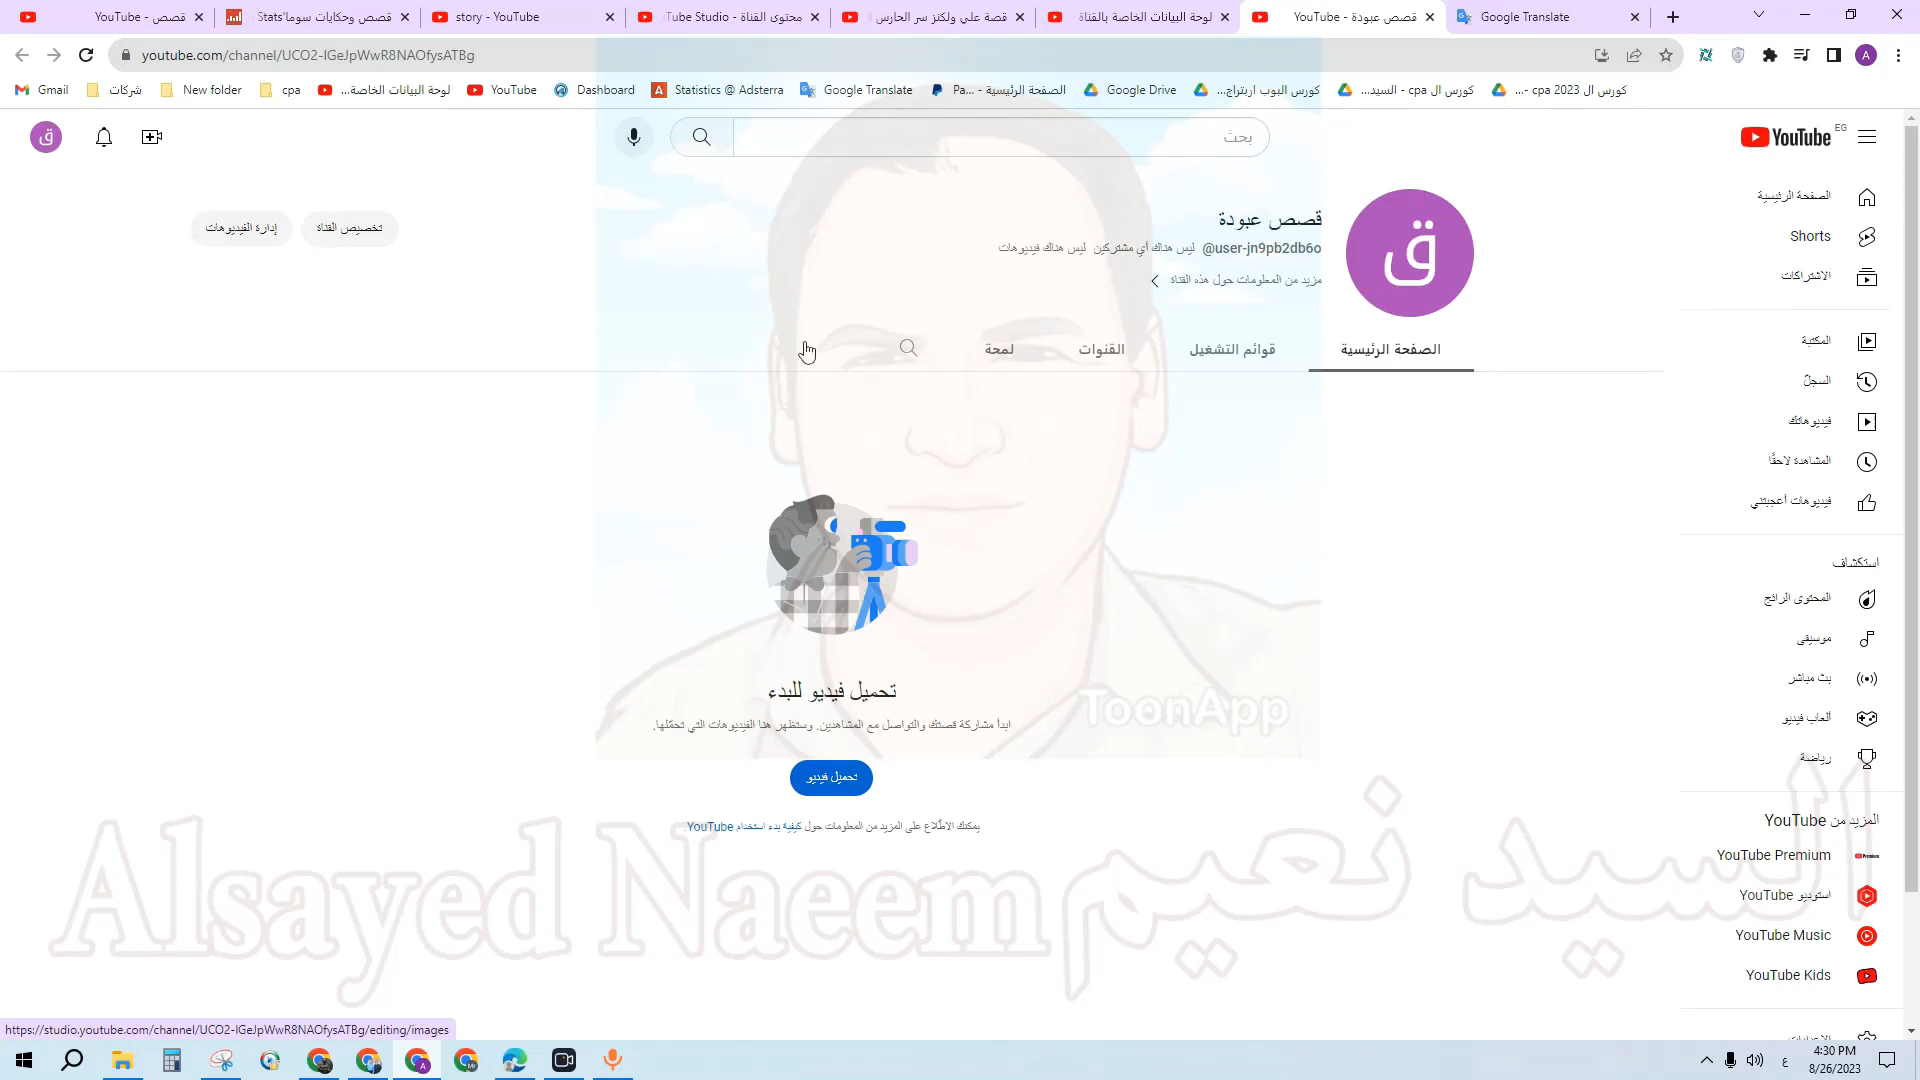 قصص - YouTube
قصص وحكايات سوما'Stats
story - YouTube
محتوى القناة - YouTube Studio
قصة علي ولكنز سر الحارس
لوحة البيانات الخاصة بالقناة
قصص عبودة - YouTube
Google Translate
youtube.com/channel/UCO2-IGeJpWwR8NAOfysATBg
Gmail
شركات
New folder
cpa
لوحة البيانات الخاصة...
YouTube
Dashboard
Statistics @ Adsterra
Google Translate
الصفحة الرئيسية - ...Pa
Google Drive
كورس البوب اربتراج...
كورس ال cpa - السيد...
كورس ال cpa 2023 -...
ق
بحث
YouTube EG
إدارة الفيديوهات
تخصيص القناة
ق
قصص عبودة
@user-jn9pb2db6o ليس هناك أي مشتركين ليس هناك فيديوهات
مزيد من المعلومات حول هذه القناة
الصفحة الرئيسية
قوائم التشغيل
القنوات
لمحة
الصفحة الرئيسية
Shorts
الاشتراكات
المكتبة
السجلّ
فيديوهاتك
المشاهدة لاحقًا
فيديوهات أعجبتني
استكشاف
المحتوى الرائج
موسيقى
بث مباشر
ألعاب فيديو
رياضة
المزيد من YouTube
YouTube Premium
استوديو YouTube
YouTube Music
YouTube Kids
تحميل فيديو للبدء
ابدأ مشاركة قصتك والتواصل مع المشاهدين. وستظهر هنا الفيديوهات التي تحمّلها.
تحميل فيديو
يمكنك الاطّلاع على المزيد من المعلومات حول كيفية بدء استخدام YouTube.
ToonApp
Alsayed Naeem السيد نعيم
https://studio.youtube.com/channel/UCO2-IGeJpWwR8NAOfysATBg/editing/images
ع
4:30 PM
8/26/2023